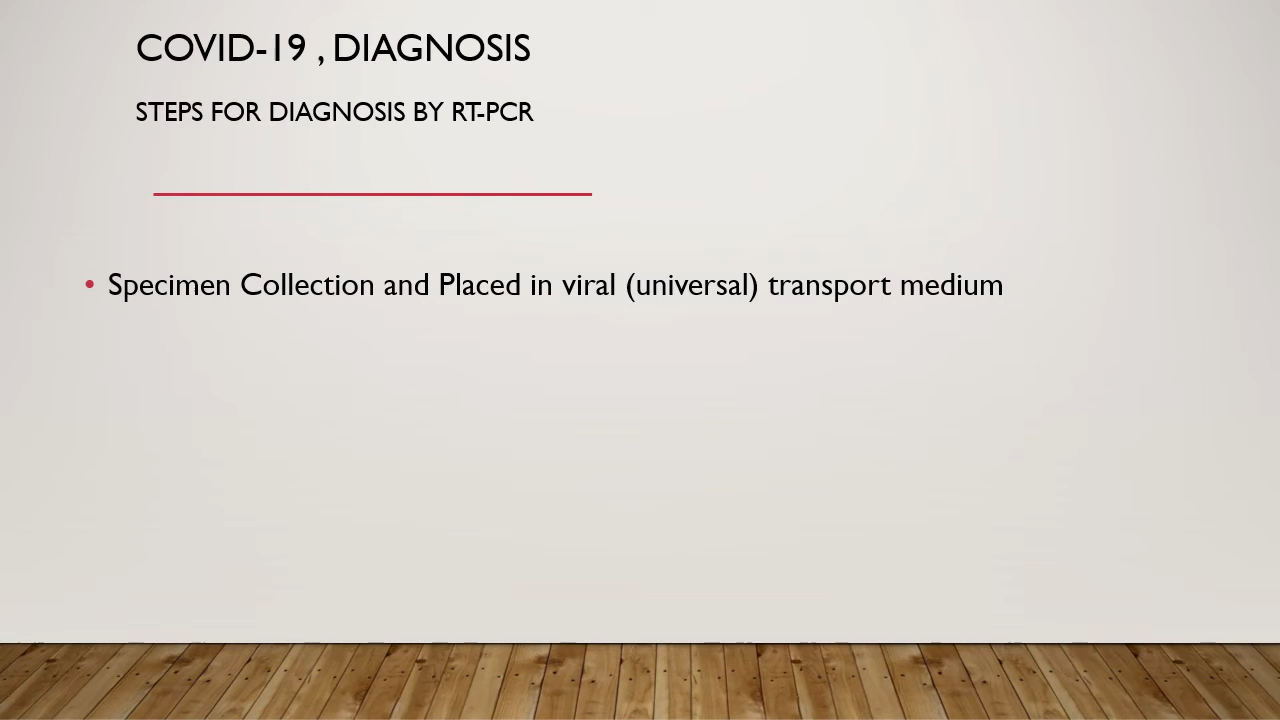 COVID-19 , DIAGNOSIS
STEPS FOR DIAGNOSIS BY RT-PCR
• Specimen Collection and Placed in viral (universal) transport medium